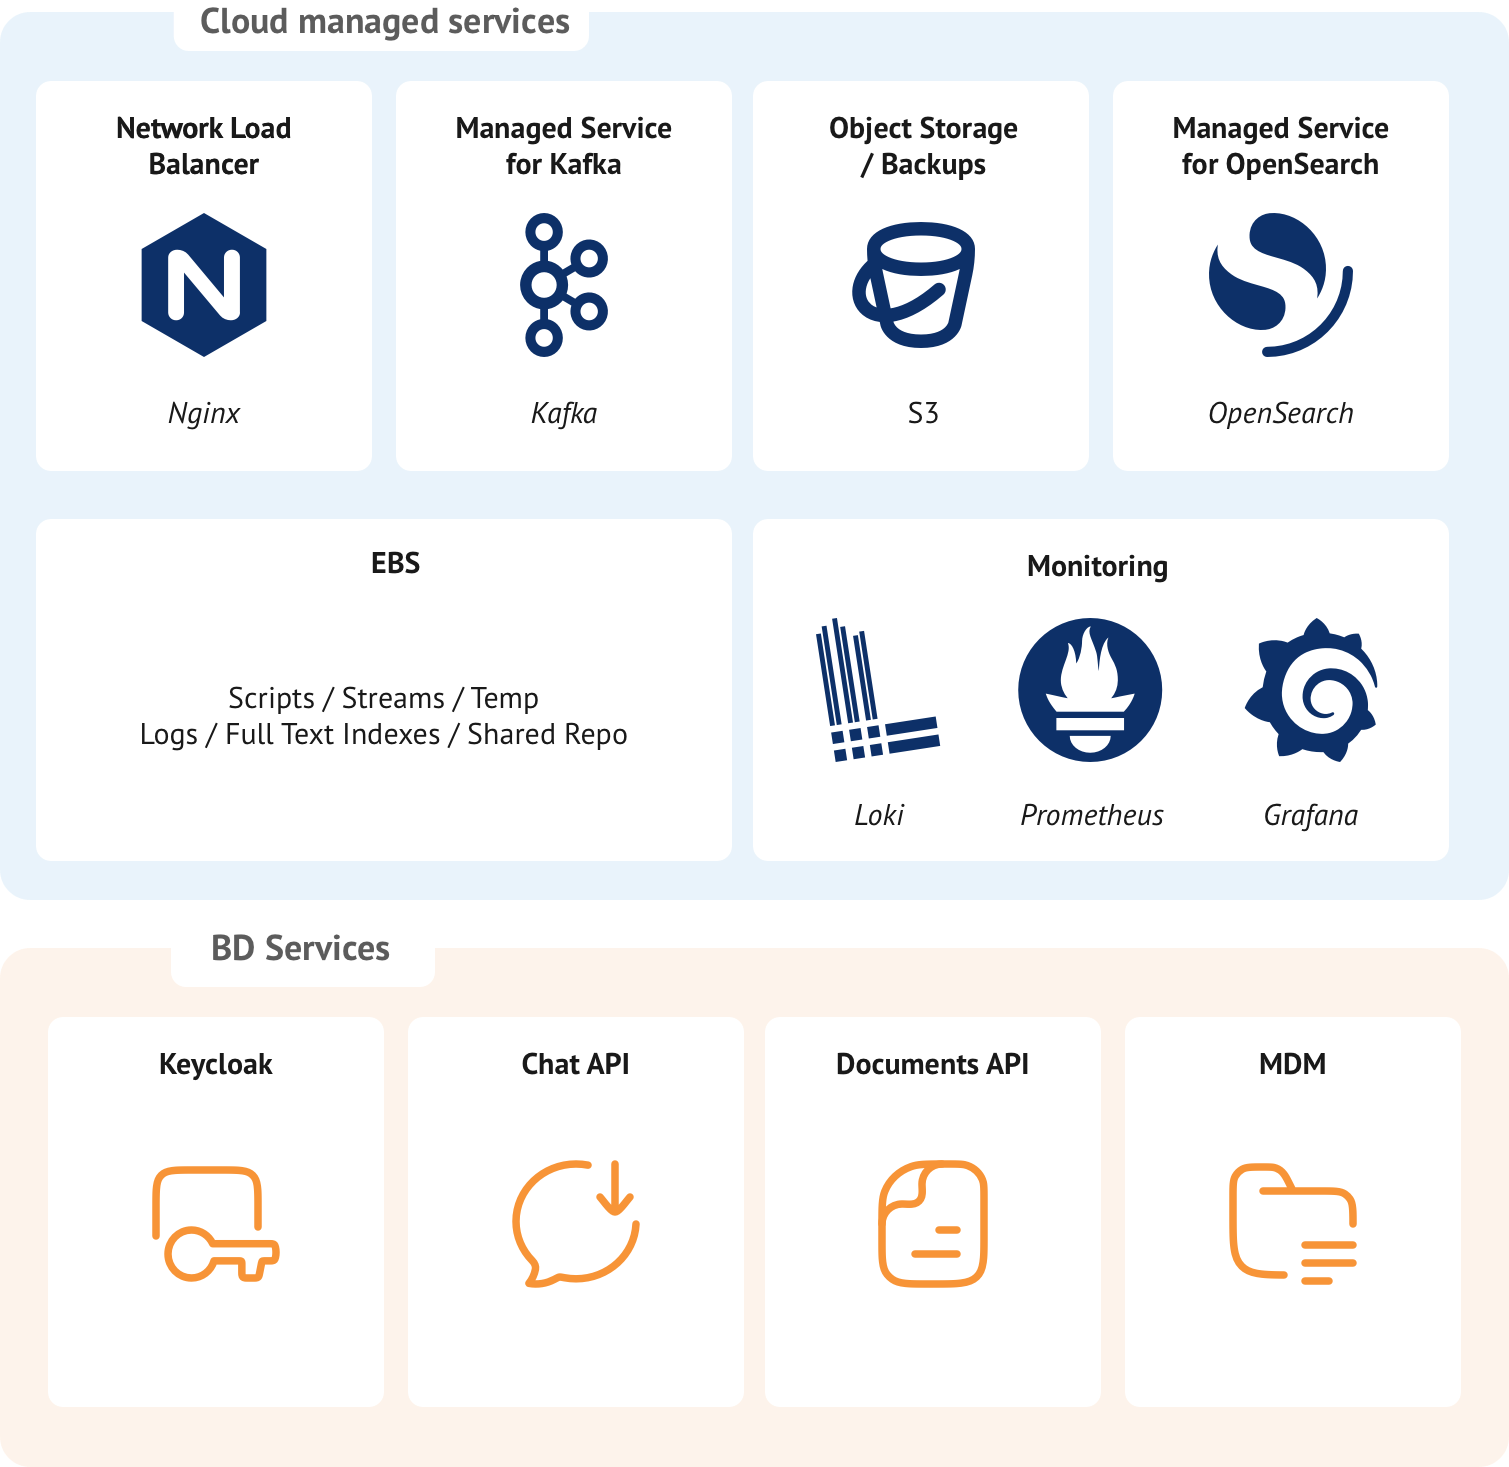 Cloud managed services
Network Load
Balancer
Nginx
Managed Service
for Kafka
Kafka
Object Storage
/ Backups
S3
Managed Service
for OpenSearch
OpenSearch
EBS
Scripts / Streams / Temp
Logs / Full Text Indexes / Shared Repo
Monitoring
Loki
Prometheus
Grafana
BD Services
Keycloak
Chat API
Documents API
MDM